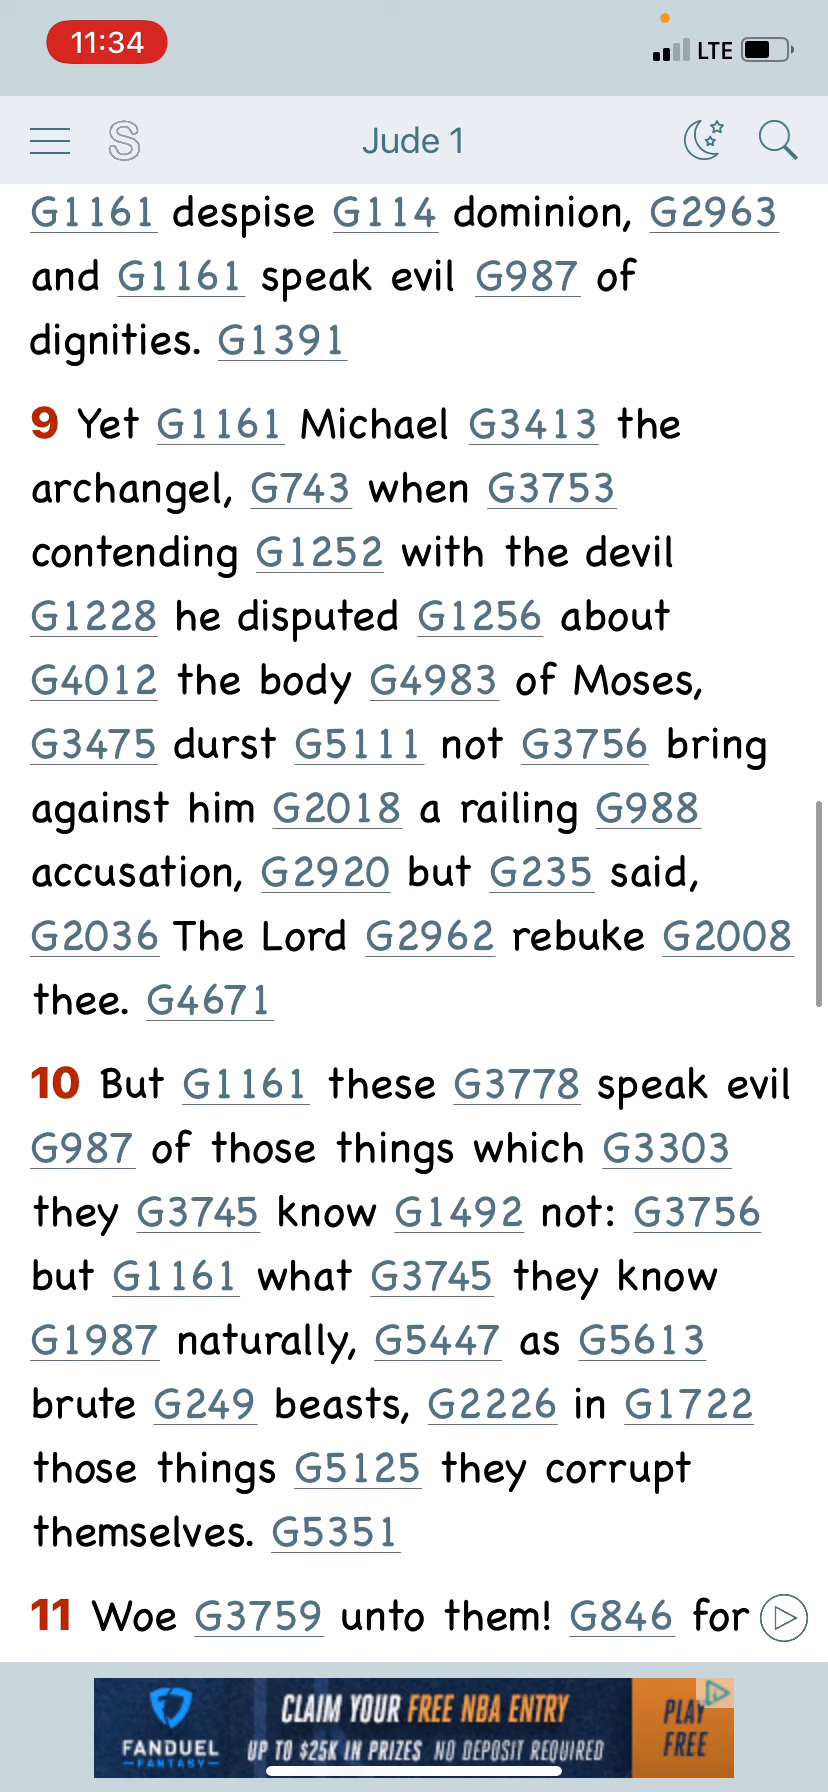 11:34
LTE
S
Jude 1
G1161 despise G114 dominion, G2963
and G1161 speak evil G987 of
dignities. G1391
9 Yet G1161 Michael G3413 the
archangel, G743 when G3753
contending G1252 with the devil
G1228 he disputed G1256 about
G4012 the body G4983 of Moses,
G3475 durst G5111 not G3756 bring
against him G2018 a railing G988
accusation, G2920 but G235 said,
G2036 The Lord G2962 rebuke G2008
thee. G4671
10 But G1161 these G3778 speak evil
G987 of those things which G3303
they G3745 know G1492 not: G3756
but G1161 what G3745 they know
G1987 naturally, G5447 as G5613
brute G249 beasts, G2226 in G1722
those things G5125 they corrupt
themselves. G5351
11 Woe G3759 unto them! G846 for
CLAIM YOUR FREE NBA ENTRY
UP TO $25K IN PRIZES NO DEPOSIT REQUIRED
FANDUEL
FANTASY
PLAY
FREE